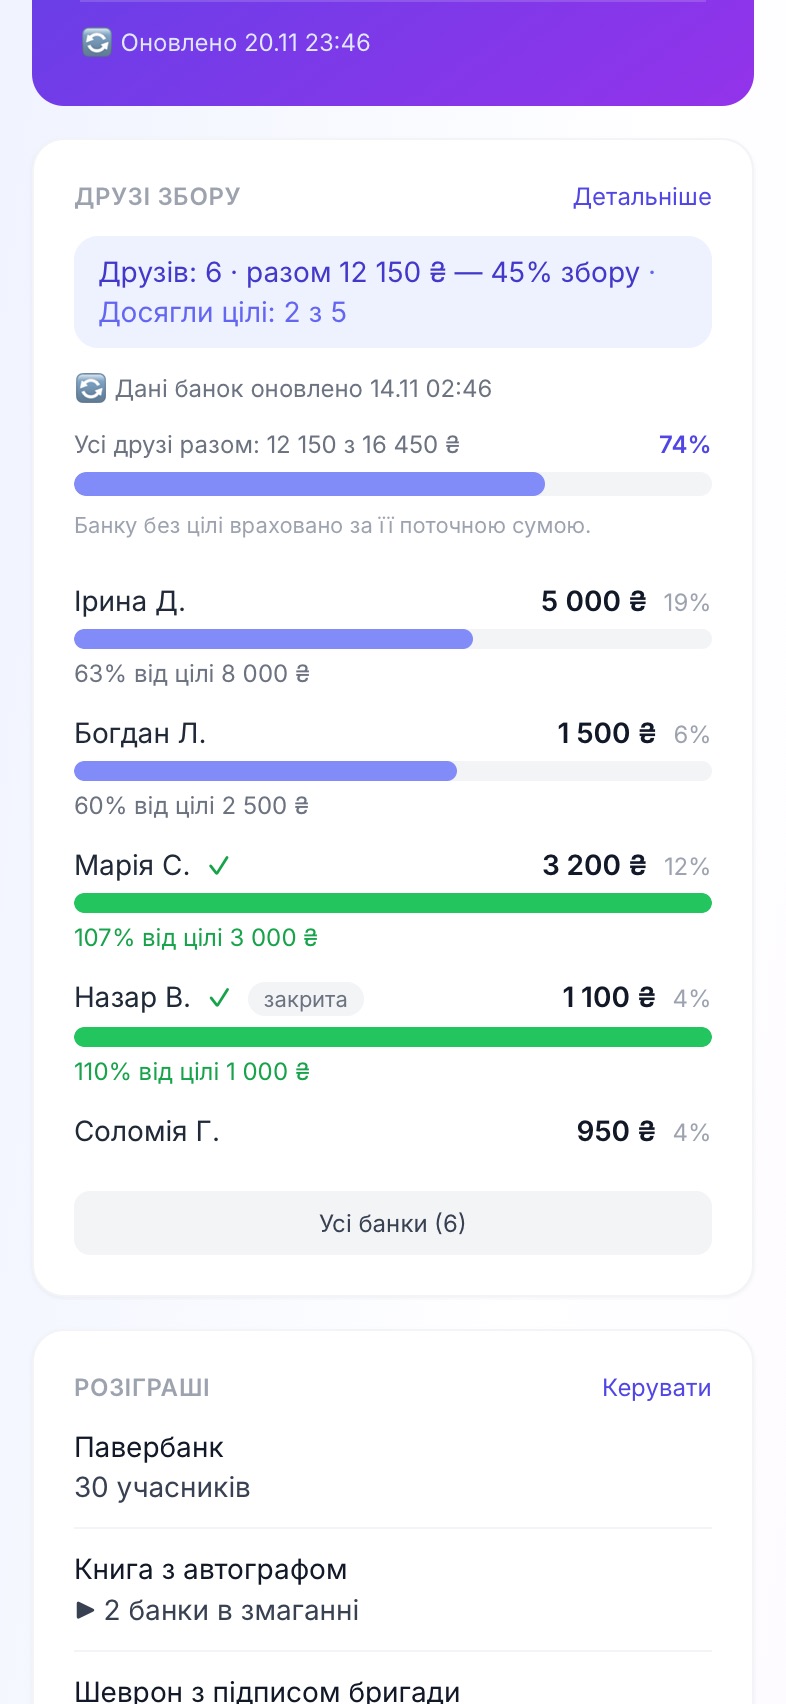 Оновлено 20.11 23:46
ДРУЗІ ЗБОРУ
Детальніше
Друзів: 6 · разом 12 150 ₴ — 45% збору ·
Досягли цілі: 2 з 5
Дані банок оновлено 14.11 02:46
Усі друзі разом: 12 150 з 16 450 ₴
74%
Банку без цілі враховано за її поточною сумою.
Ірина Д.
5 000 ₴ 19%
63% від цілі 8 000 ₴
Богдан Л.
1 500 ₴ 6%
60% від цілі 2 500 ₴
Марія С. ✓
3 200 ₴ 12%
107% від цілі 3 000 ₴
Назар В. ✓ закрита
1 100 ₴ 4%
110% від цілі 1 000 ₴
Соломія Г.
950 ₴ 4%
Усі банки (6)
РОЗІГРАШІ
Керувати
Павербанк
30 учасників
Книга з автографом
▶ 2 банки в змаганні
Шеврон з підписом бригади